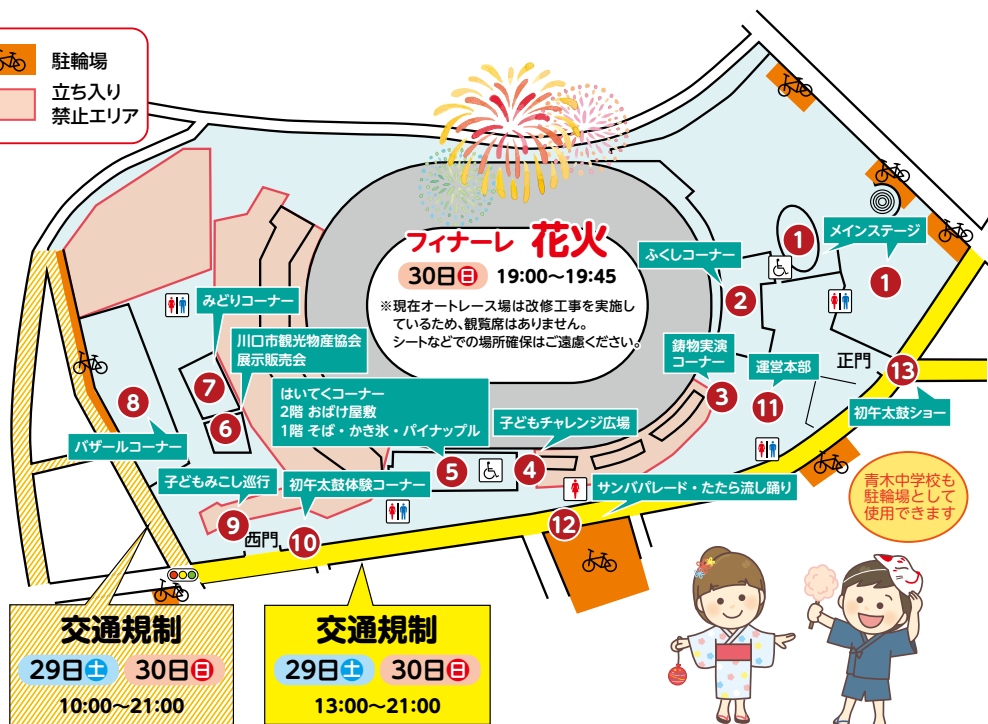 駐輪場
立ち入り
禁止エリア
フィナーレ 花火
30日日 19:00～19:45
※現在オートレース場は改修工事を実施し
ているため、観覧席はありません。
シートなどでの場所確保はご遠慮ください。
メインステージ
1
1
ふくしコーナー
2
みどりコーナー
川口市観光物産協会
展示販売会
7
6
8
バザールコーナー
はいてくコーナー
2階 おばけ屋敷
1階 そば・かき氷・パイナップル
5
子どもチャレンジ広場
4
鋳物実演
コーナー
3
運営本部
11
正門
13
初午太鼓ショー
子どもみこし巡行
9
西門
初午太鼓体験コーナー
10
サンバパレード・たたら流し踊り
12
青木中学校も
駐輪場として
使用できます
交通規制
29日土 30日日
10:00～21:00
交通規制
29日土 30日日
13:00～21:00